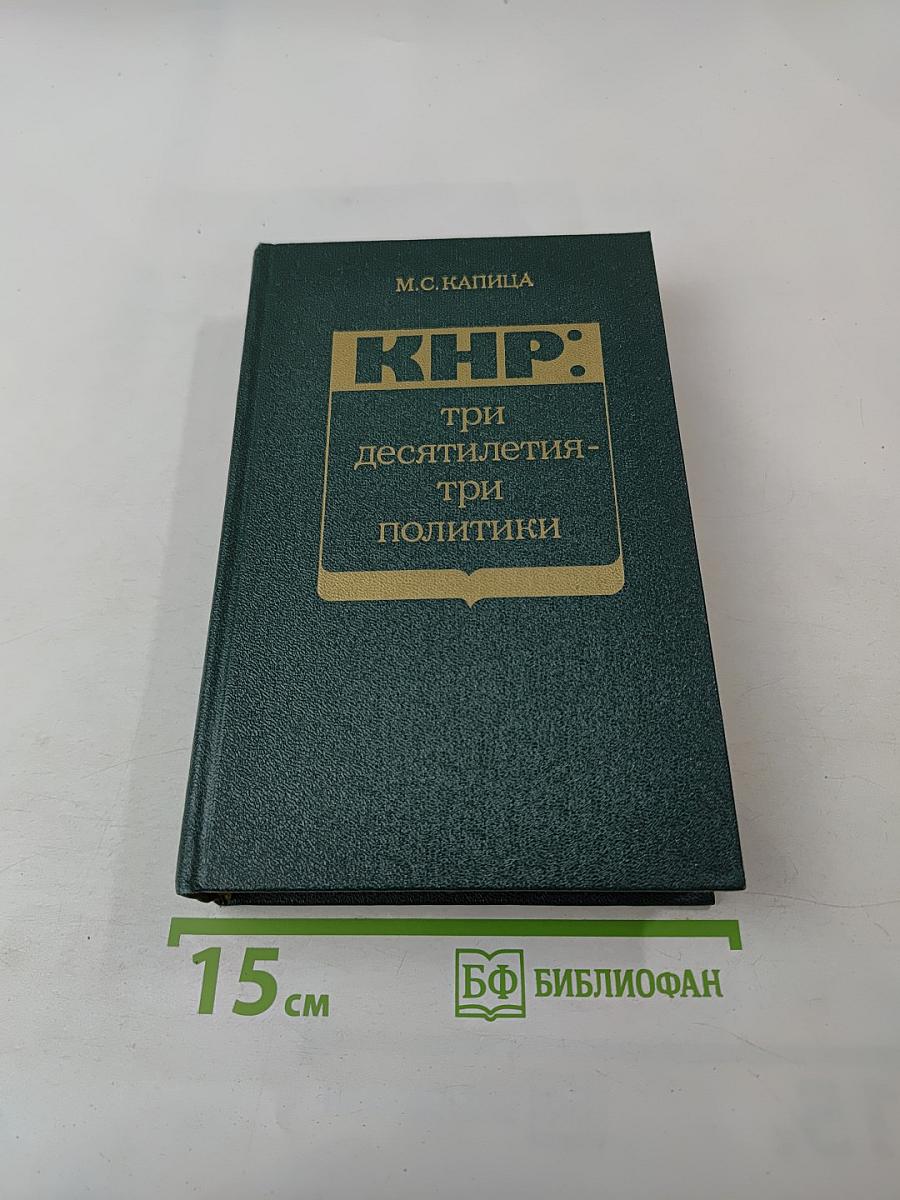 М.С.КАПИЦА
КНР:
три
десятилетия-
три
политики
15 см
БФ БИБЛИОФАН